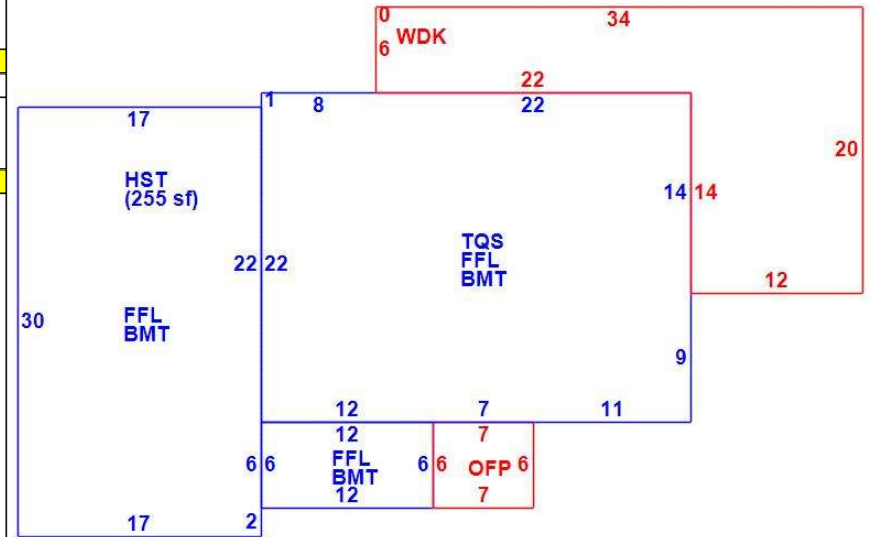 0 34
6 WDK
22
1 8 22
17
20
HST
(255 sf)
14 14
TQS
FFL
BMT
22 22
12
FFL
BMT
30
9
12 7 11
12 7
FFL
BMT
6 6 6 6 OFP 6
12 7
17 2